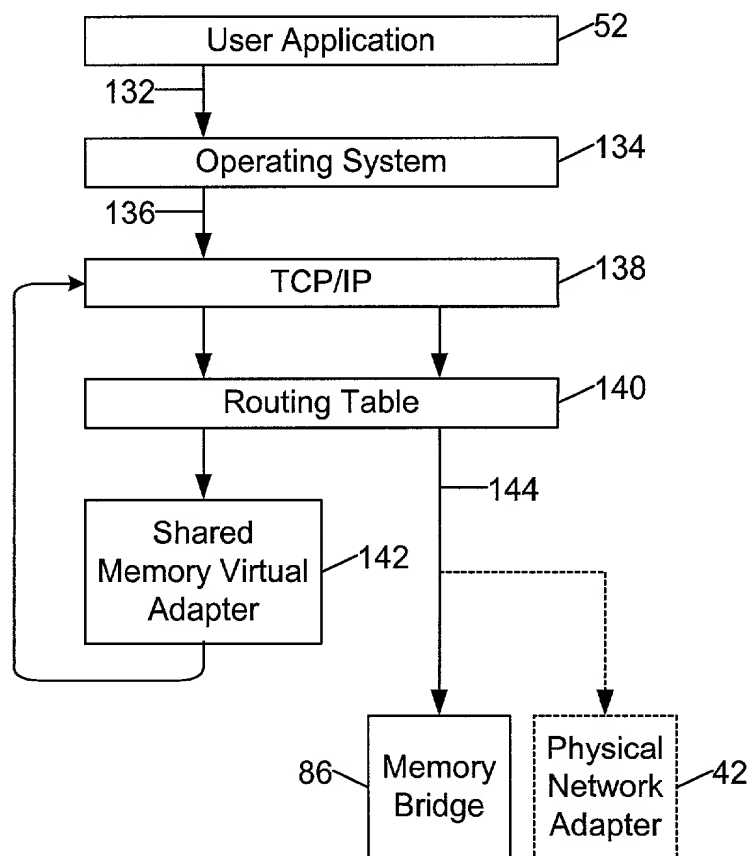 User Application
52
132
Operating System
134
136
TCP/IP
138
Routing Table
140
144
Shared
Memory Virtual
Adapter
142
86
Memory
Bridge
Physical
Network
Adapter
42